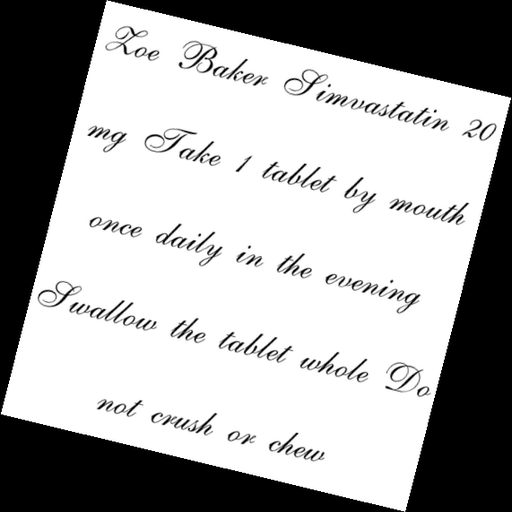 Zoe Baker Simvastatin 20
mg Take 1 tablet by mouth
once daily in the evening
Swallow the tablet whole Do
not crush or chew